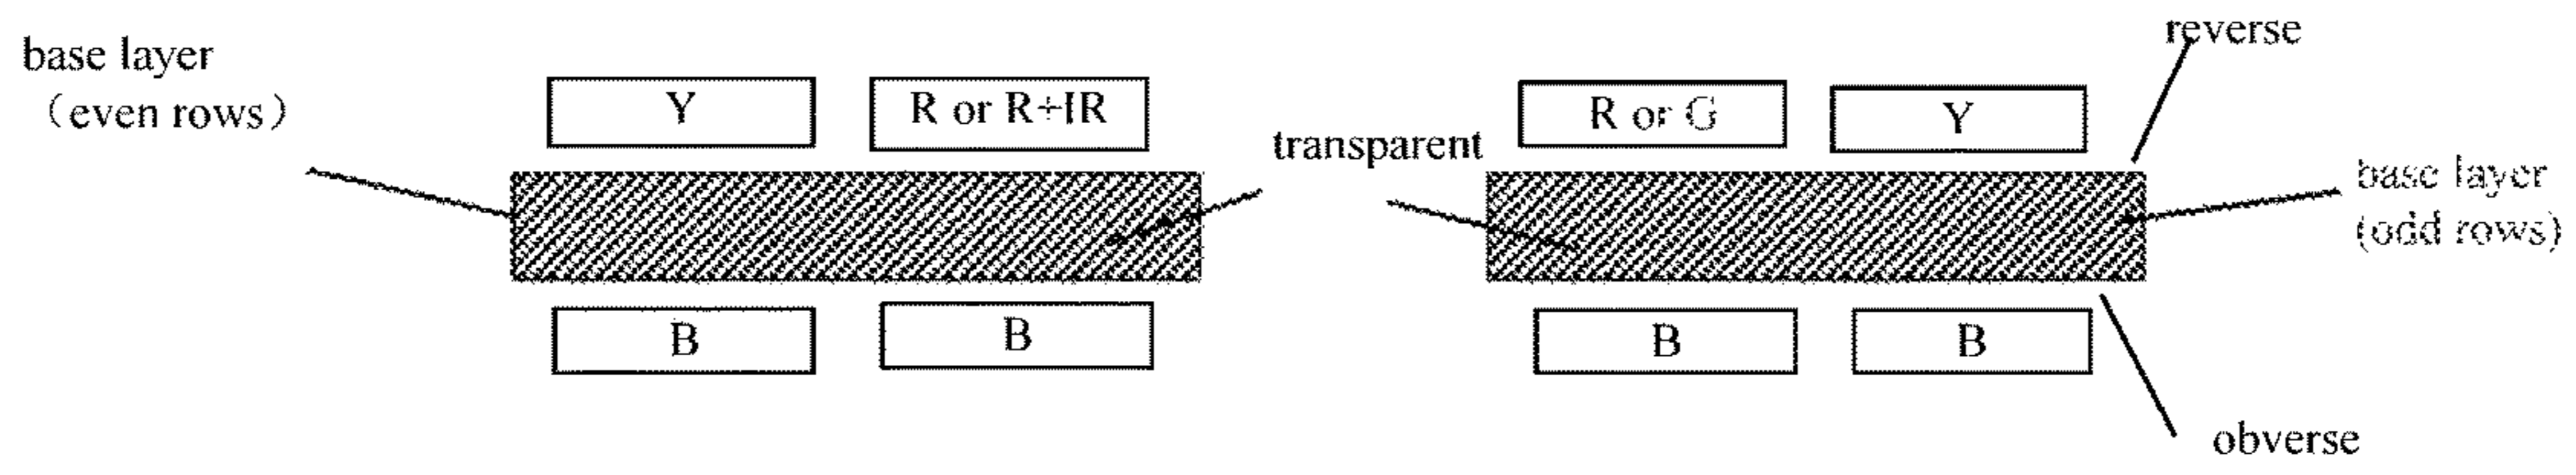 base layer
（even rows）
Y
R or R+IR
B
B
transparent
R or G
Y
B
B
reverse
base layer
(odd rows)
obverse